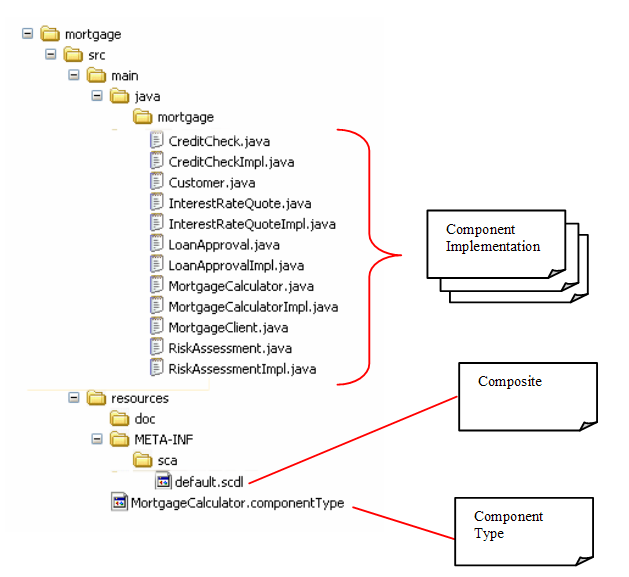 mortgage
src
main
java
mortgage
CreditCheck.java
CreditCheckImpl.java
Customer.java
InterestRateQuote.java
InterestRateQuoteImpl.java
LoanApproval.java
LoanApprovalImpl.java
MortgageCalculator.java
MortgageCalculatorImpl.java
MortgageClient.java
RiskAssessment.java
RiskAssessmentImpl.java
Component
Implementation
resources
doc
META-INF
sca
default.scdl
MortgageCalculator.componentType
Composite
Component
Type